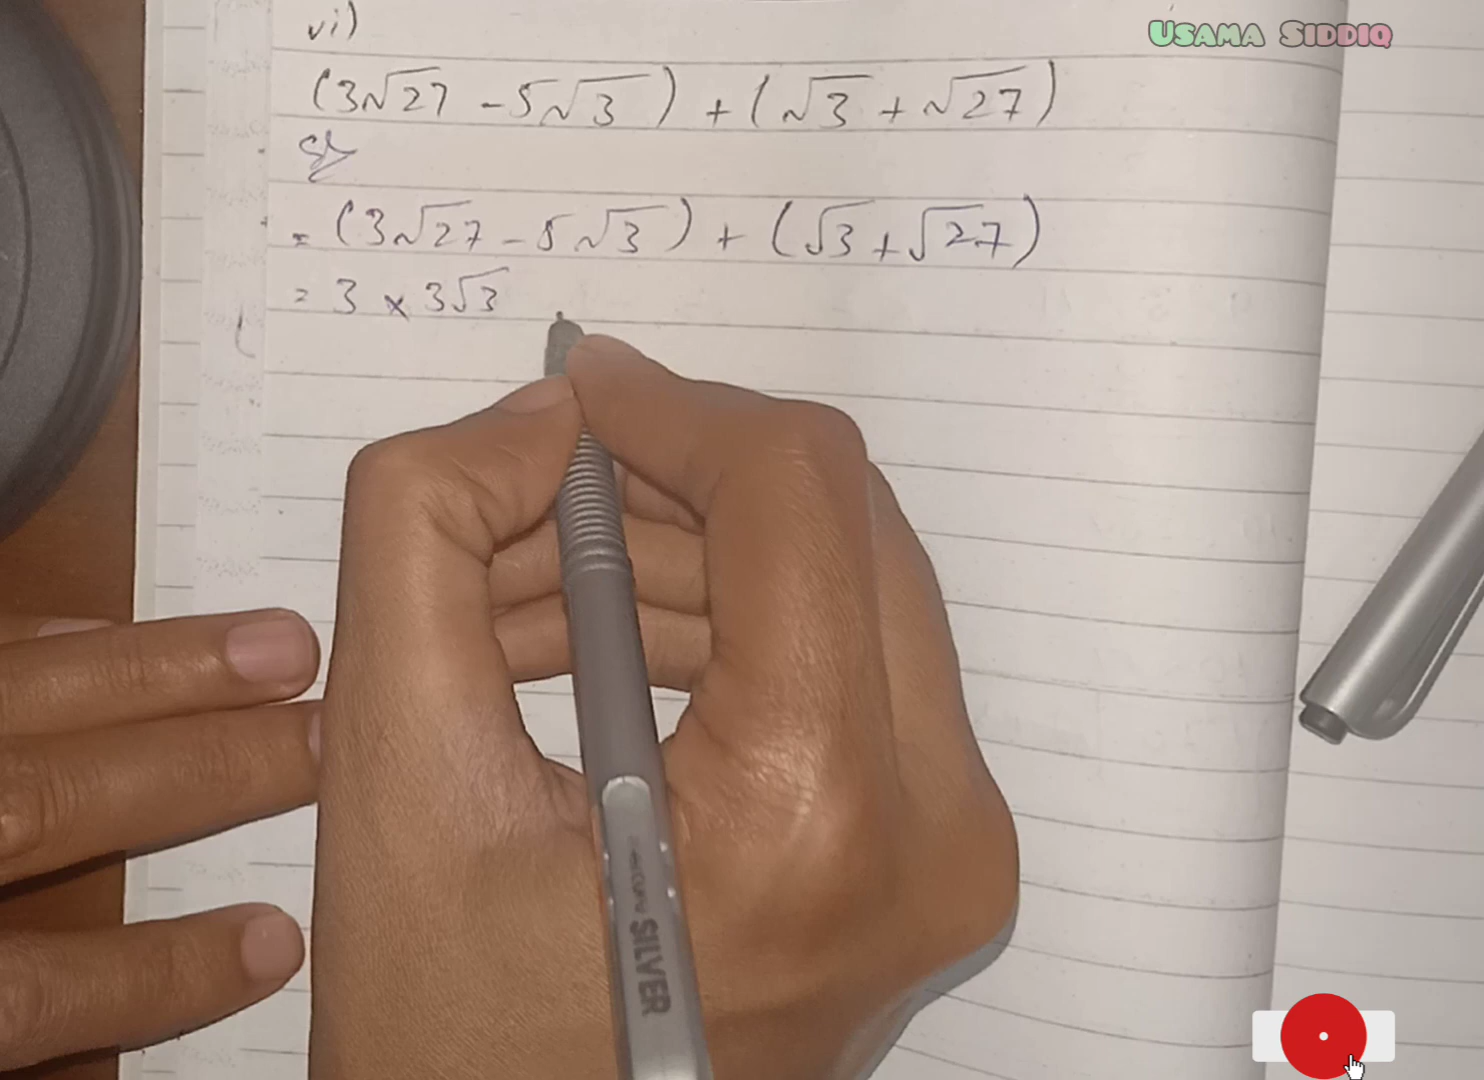 vi)
USAMA SIDDIQ
(3√27 - 5√3) + (√3 + √27)
= (3√27 - 5√3) + (√3 + √27)
= 3 × 3√3
SILVER